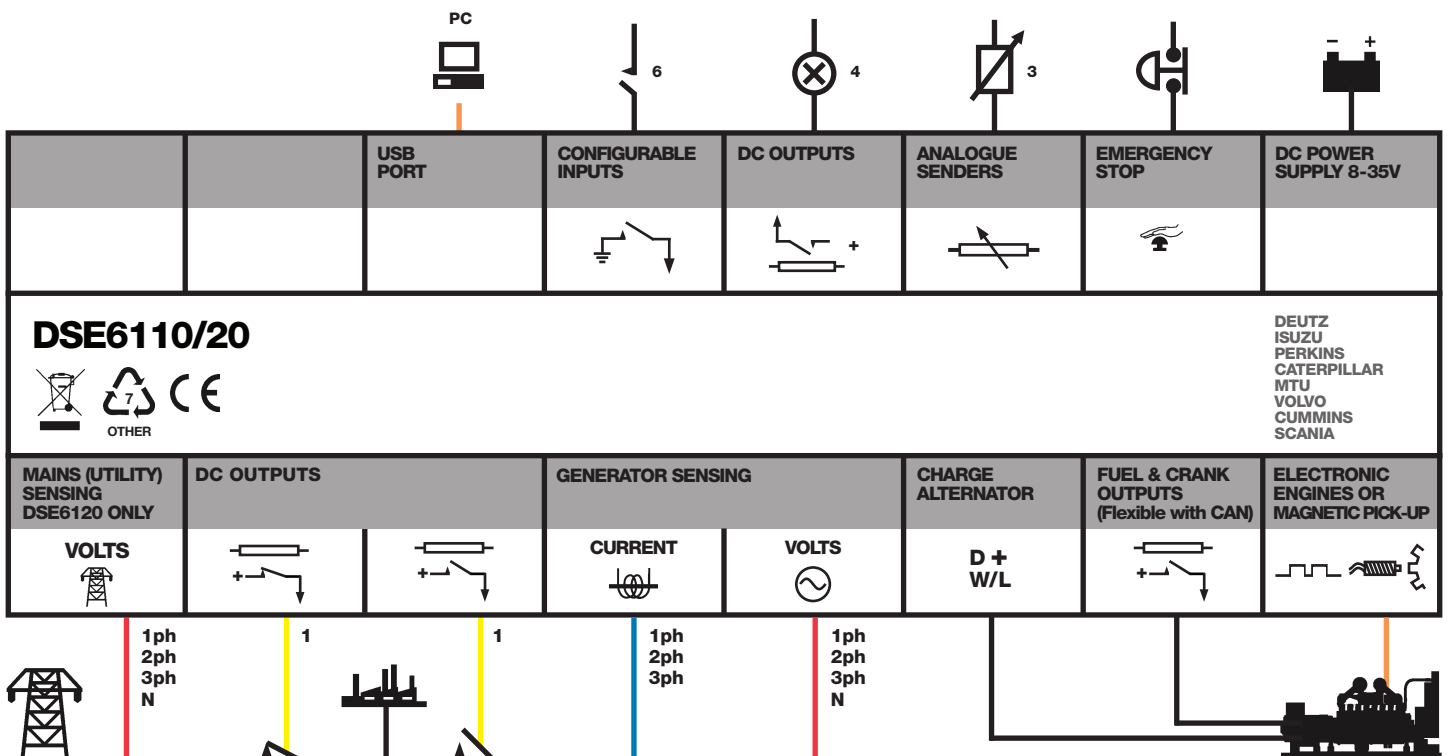 PC
6
4
3
- +
USB
PORT
CONFIGURABLE
INPUTS
DC OUTPUTS
ANALOGUE
SENDERS
EMERGENCY
STOP
DC POWER
SUPPLY 8-35V
+
DSE6110/20
7
OTHER
CE
DEUTZ
ISUZU
PERKINS
CATERPILLAR
MTU
VOLVO
CUMMINS
SCANIA
MAINS (UTILITY)
SENSING
DSE6120 ONLY
DC OUTPUTS
GENERATOR SENSING
CHARGE
ALTERNATOR
FUEL & CRANK
OUTPUTS
(Flexible with CAN)
ELECTRONIC
ENGINES OR
MAGNETIC PICK-UP
VOLTS
+
+
CURRENT
VOLTS
D +
W/L
+
1ph
2ph
3ph
N
1
1
1ph
2ph
3ph
1ph
2ph
3ph
N